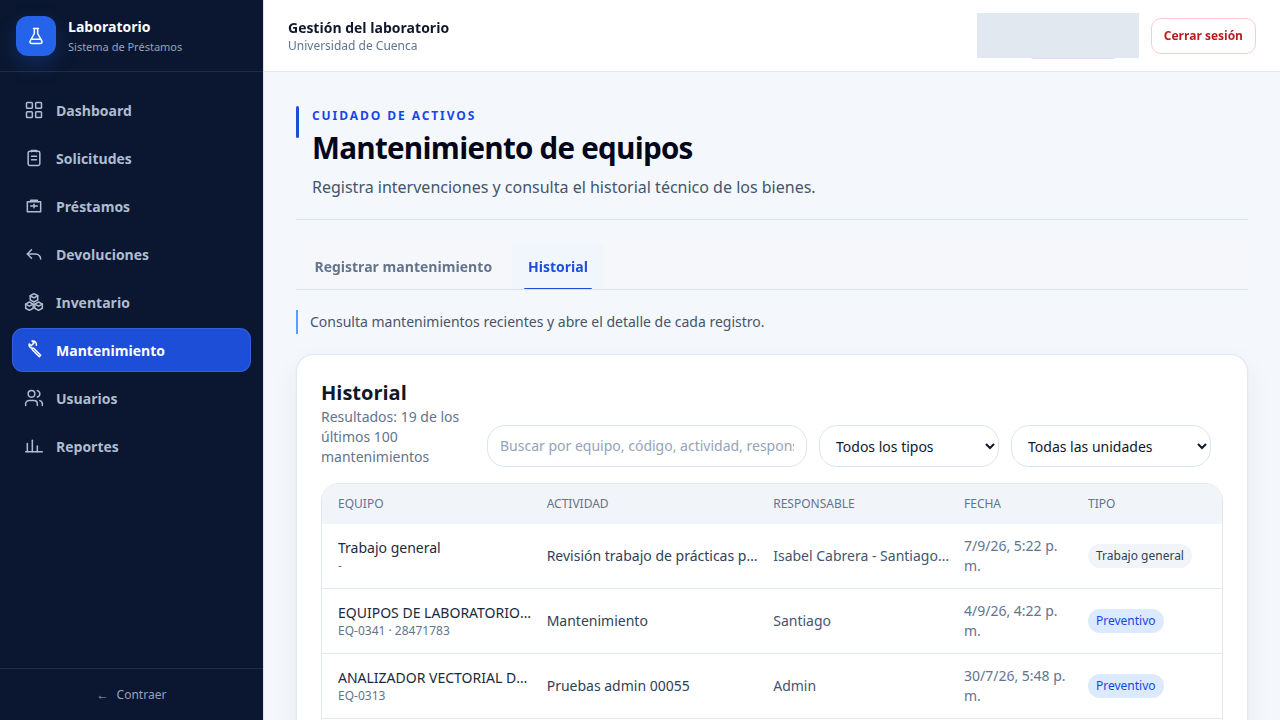 Laboratorio
Sistema de Préstamos
Gestión del laboratorio
Universidad de Cuenca
Cerrar sesión
Dashboard
Solicitudes
Préstamos
Devoluciones
Inventario
Mantenimiento
Usuarios
Reportes
← Contraer
CUIDADO DE ACTIVOS
Mantenimiento de equipos
Registra intervenciones y consulta el historial técnico de los bienes.
Registrar mantenimiento Historial
Consulta mantenimientos recientes y abre el detalle de cada registro.
Historial
Resultados: 19 de los
últimos 100
mantenimientos
Buscar por equipo, código, actividad, respons
Todos los tipos
Todas las unidades
EQUIPO ACTIVIDAD RESPONSABLE FECHA TIPO
Trabajo general
-
Revisión trabajo de prácticas p...
Isabel Cabrera - Santiago...
7/9/26, 5:22 p.
m.
Trabajo general
EQUIPOS DE LABORATORIO...
EQ-0341 · 28471783
Mantenimiento
Santiago
4/9/26, 4:22 p.
m.
Preventivo
ANALIZADOR VECTORIAL D...
EQ-0313
Pruebas admin 00055
Admin
30/7/26, 5:48 p.
m.
Preventivo